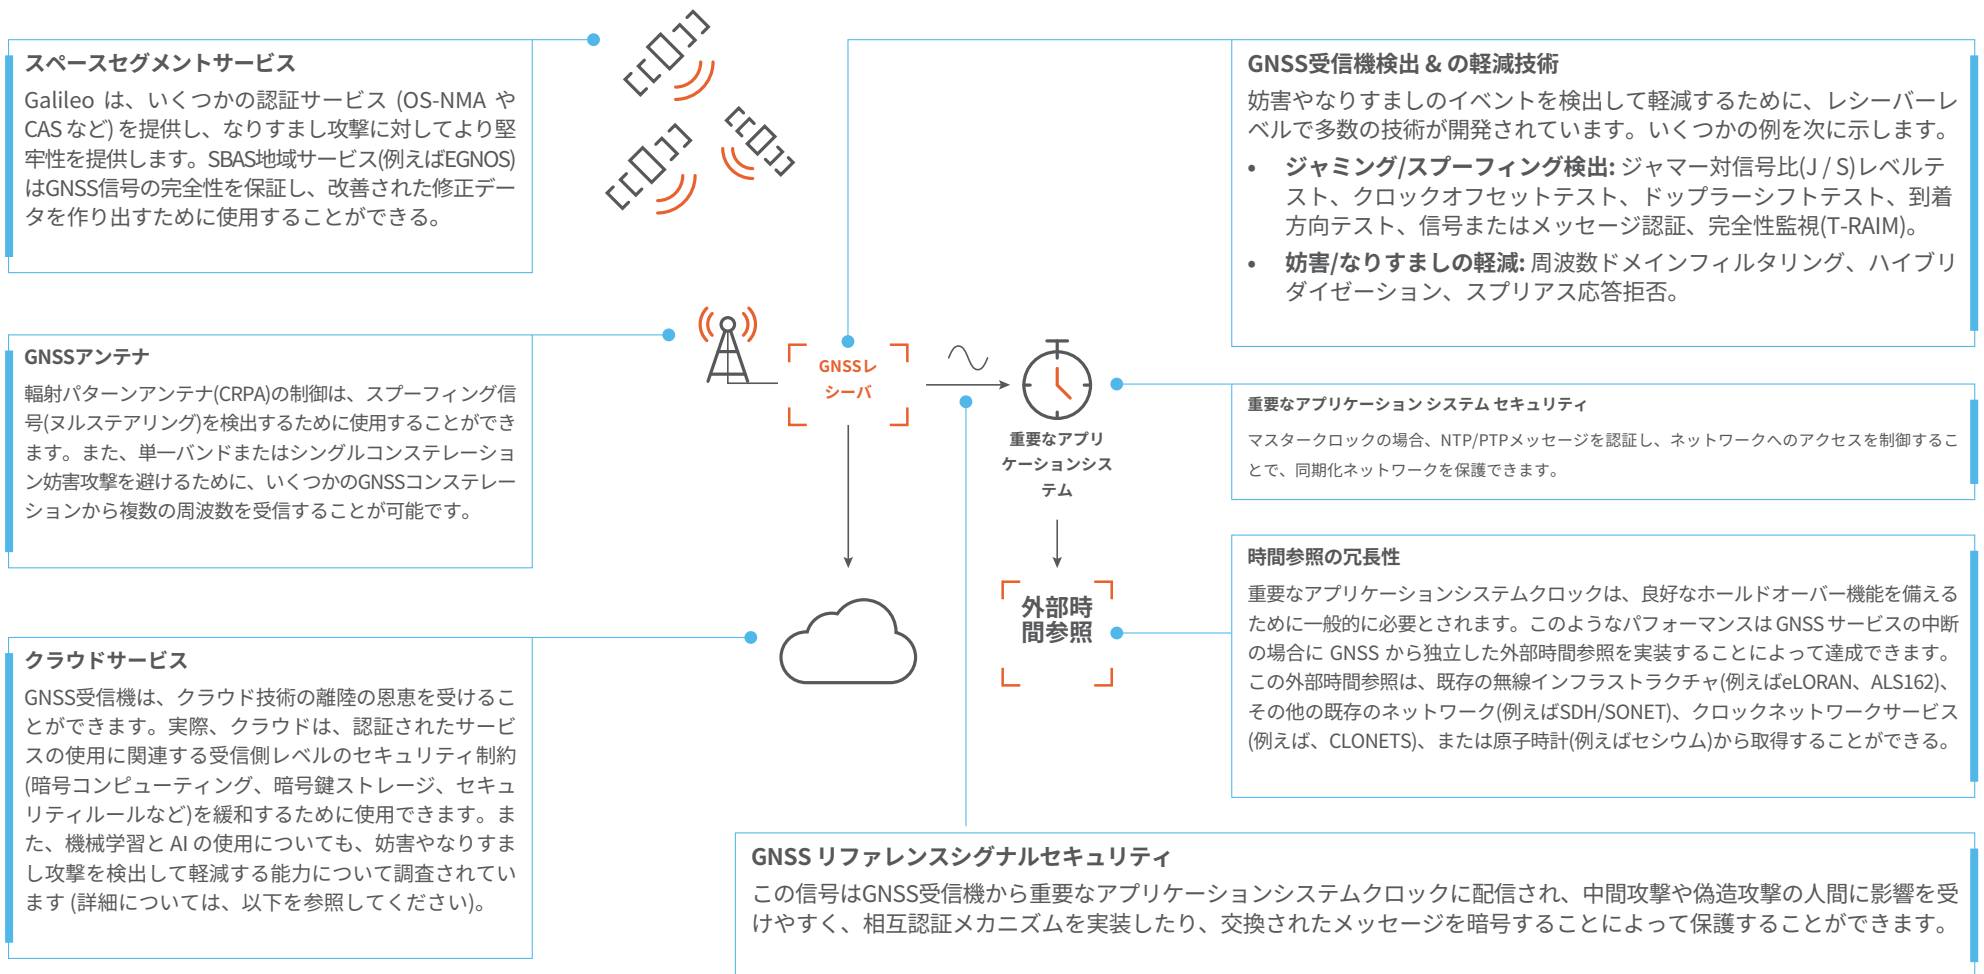 スペースセグメントサービス
Galileo は、いくつかの認証サービス (OS-NMA や
CAS など) を提供し、なりすまし攻撃に対してより堅
牢性を提供します。SBAS地域サービス(例えばEGNOS)
はGNSS信号の完全性を保証し、改善された修正デー
タを作り出すために使用することができる。
GNSSアンテナ
輻射パターンアンテナ(CRPA)の制御は、スプーフィング信
号(ヌルステアリング)を検出するために使用することができ
ます。また、単一バンドまたはシングルコンステレーショ
ン妨害攻撃を避けるために、いくつかのGNSSコンステレー
ションから複数の周波数を受信することが可能です。
クラウドサービス
GNSS受信機は、クラウド技術の離陸の恩恵を受けるこ
とができます。実際、クラウドは、認証されたサービ
スの使用に関連する受信側レベルのセキュリティ制約
(暗号コンピューティング、暗号鍵ストレージ、セキュ
リティルールなど)を緩和するために使用できます。ま
た、機械学習と AI の使用についても、妨害やなりすま
し攻撃を検出して軽減する能力について調査されてい
ます (詳細については、以下を参照してください)。
GNSSレ
シーバ
重要なアプリ
ケーションシス
テム
外部時
間参照
GNSS受信機検出 & の軽減技術
妨害やなりすましのイベントを検出して軽減するために、レシーバーレ
ベルで多数の技術が開発されています。いくつかの例を次に示します。
• ジャミング/スプーフィング検出: ジャマー対信号比(J / S)レベルテ
スト、クロックオフセットテスト、ドップラーシフトテスト、到着
方向テスト、信号またはメッセージ認証、完全性監視(T-RAIM)。
• 妨害/なりすましの軽減: 周波数ドメインフィルタリング、ハイブリ
ダイゼーション、スプリアス応答拒否。
重要なアプリケーション システム セキュリティ
マスタークロックの場合、NTP/PTPメッセージを認証し、ネットワークへのアクセスを制御するこ
とで、同期化ネットワークを保護できます。
時間参照の冗長性
重要なアプリケーションシステムクロックは、良好なホールドオーバー機能を備える
ために一般的に必要とされます。このようなパフォーマンスは GNSS サービスの中断
の場合に GNSS から独立した外部時間参照を実装することによって達成できます。
この外部時間参照は、既存の無線インフラストラクチャ(例えばeLORAN、ALS162)、
その他の既存のネットワーク(例えばSDH/SONET)、クロックネットワークサービス
(例えば、CLONETS)、または原子時計(例えばセシウム)から取得することができる。
GNSS リファレンスシグナルセキュリティ
この信号はGNSS受信機から重要なアプリケーションシステムクロックに配信され、中間攻撃や偽造攻撃の人間に影響を受
けやすく、相互認証メカニズムを実装したり、交換されたメッセージを暗号することによって保護することができます。